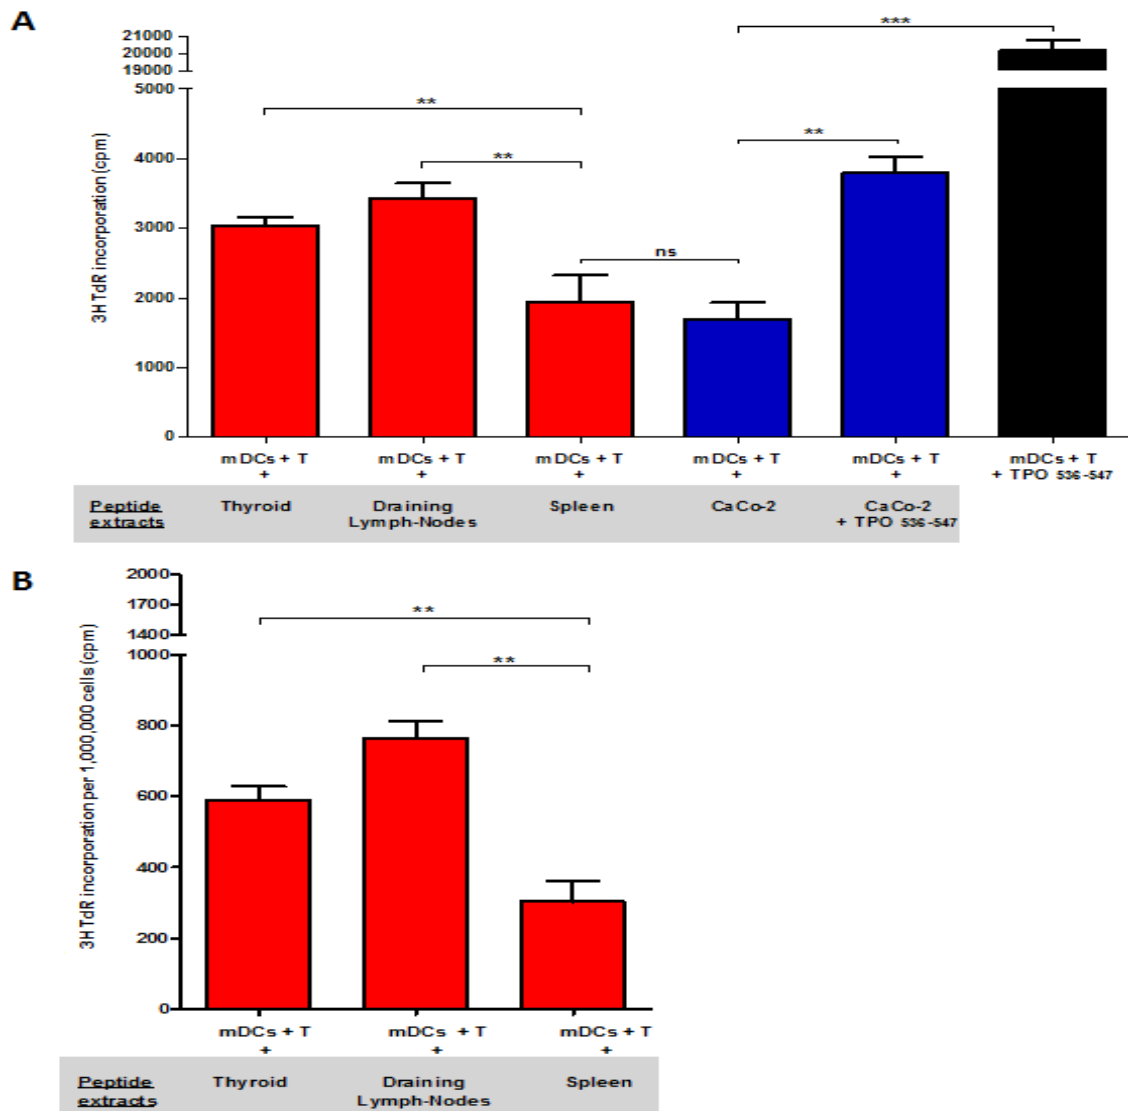 A
3HTdR incorporation (cpm)
21000
20000
19000
5000
4000
3000
2000
1000
0
***
**
**
**
ns
mDCs + T mDCs + T mDCs + T mDCs + T mDCs + T mDCs + T
+ + + + + + TPO 536-547
Peptide Thyroid Draining Spleen CaCo-2 CaCo-2
extracts Lymph-Nodes + TPO 536-547
B
3HTdR incorporation per 1,000,000 cells (cpm)
2000
1700
1400
1000
800
600
400
200
0
**
**
mDCs + T mDCs + T mDCs + T
+ + +
Peptide Thyroid Draining Spleen
extracts Lymph-Nodes